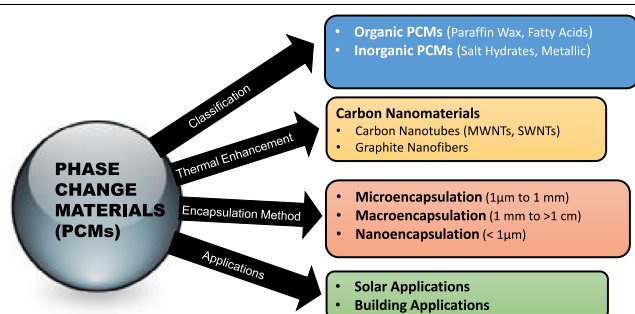 PHASE
CHANGE
MATERIALS
(PCMs)
Classification
• Organic PCMs (Paraffin Wax, Fatty Acids)
• Inorganic PCMs (Salt Hydrates, Metallic)
Thermal Enhancement
Carbon Nanomaterials
• Carbon Nanotubes (MWNTs, SWNTs)
• Graphite Nanofibers
Encapsulation Method
• Microencapsulation (1µm to 1 mm)
• Macroencapsulation (1 mm to >1 cm)
• Nanoencapsulation (< 1µm)
Applications
• Solar Applications
• Building Applications